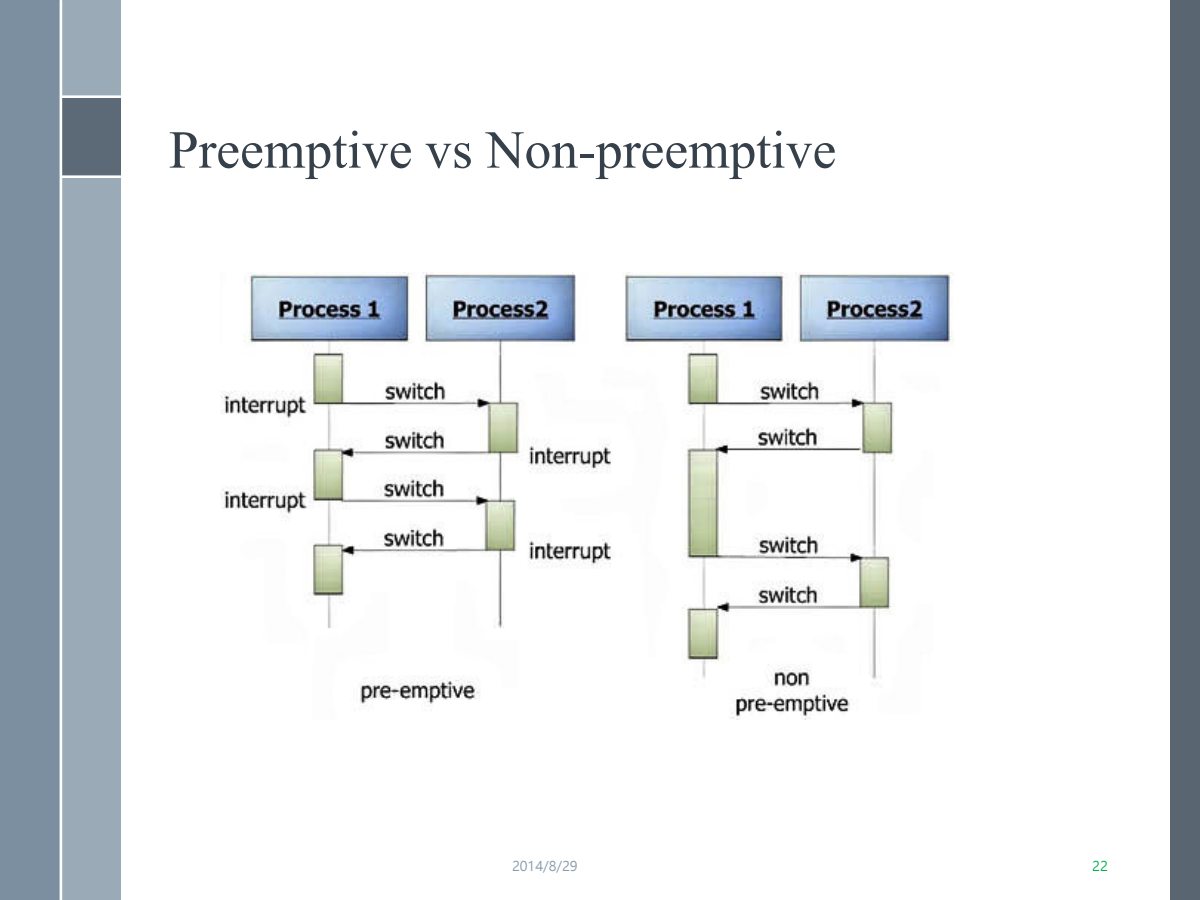 Preemptive vs Non-preemptive
Process 1
Process2
switch
interrupt
switch
interrupt
switch
interrupt
switch
interrupt
pre-emptive
Process 1
Process2
switch
switch
switch
switch
non
pre-emptive
2014/8/29
22